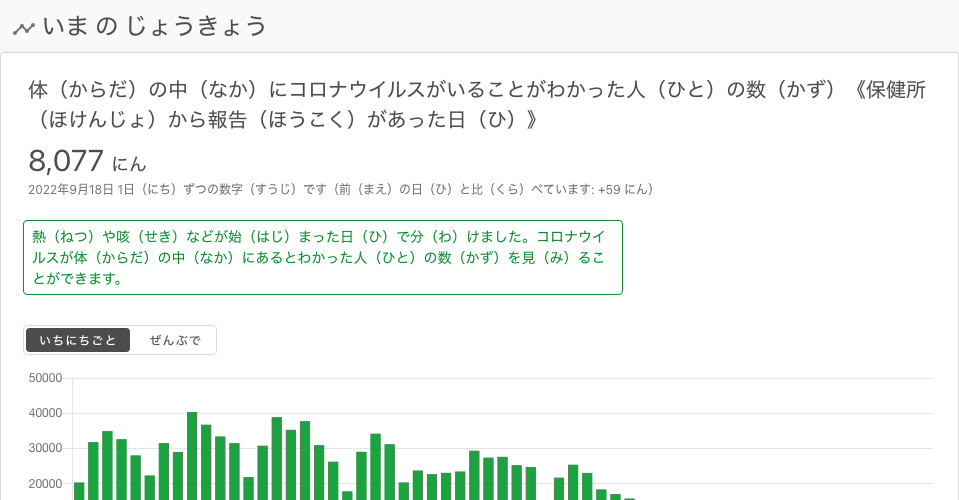 いま の じょうきょう
体（からだ）の中（なか）にコロナウイルスがいることがわかった人（ひと）の数（かず）《保健所
（ほけんじょ）から報告（ほうこく）があった日（ひ）》
8,077 にん
2022年9月18日 1日（にち）ずつの数字（すうじ）です（前（まえ）の日（ひ）と比（くら）べています: +59 にん）
熱（ねつ）や咳（せき）などが始（はじ）まった日（ひ）で分（わ）けました。コロナウイ
ルスが体（からだ）の中（なか）にあるとわかった人（ひと）の数（かず）を見（み）るこ
とができます。
いちにちごと ぜんぶで
50000
40000
30000
20000